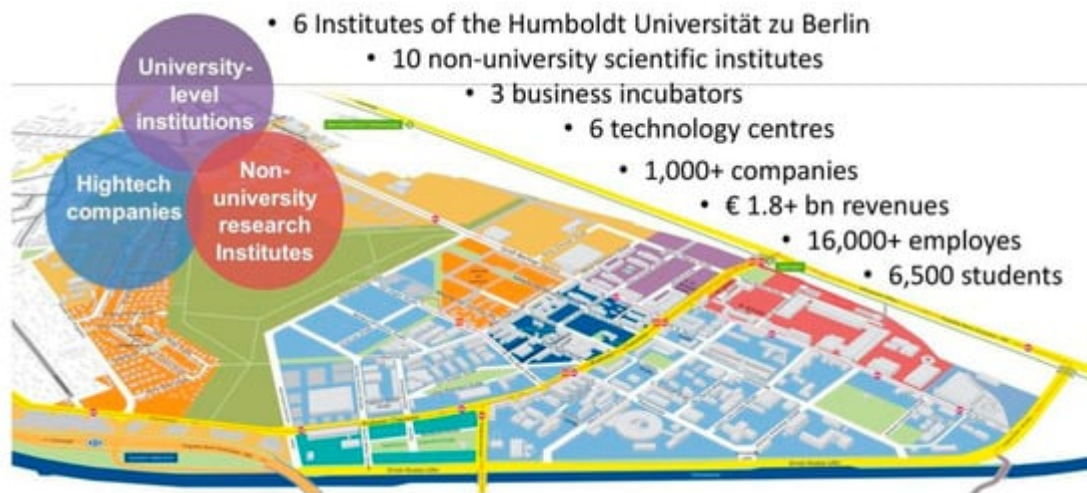 • 6 Institutes of the Humboldt Universität zu Berlin
• 10 non-university scientific institutes
• 3 business incubators
• 6 technology centres
• 1,000+ companies
• € 1.8+ bn revenues
• 16,000+ employes
• 6,500 students
University-
level
institutions
Hightech
companies
Non-
university
research
Institutes